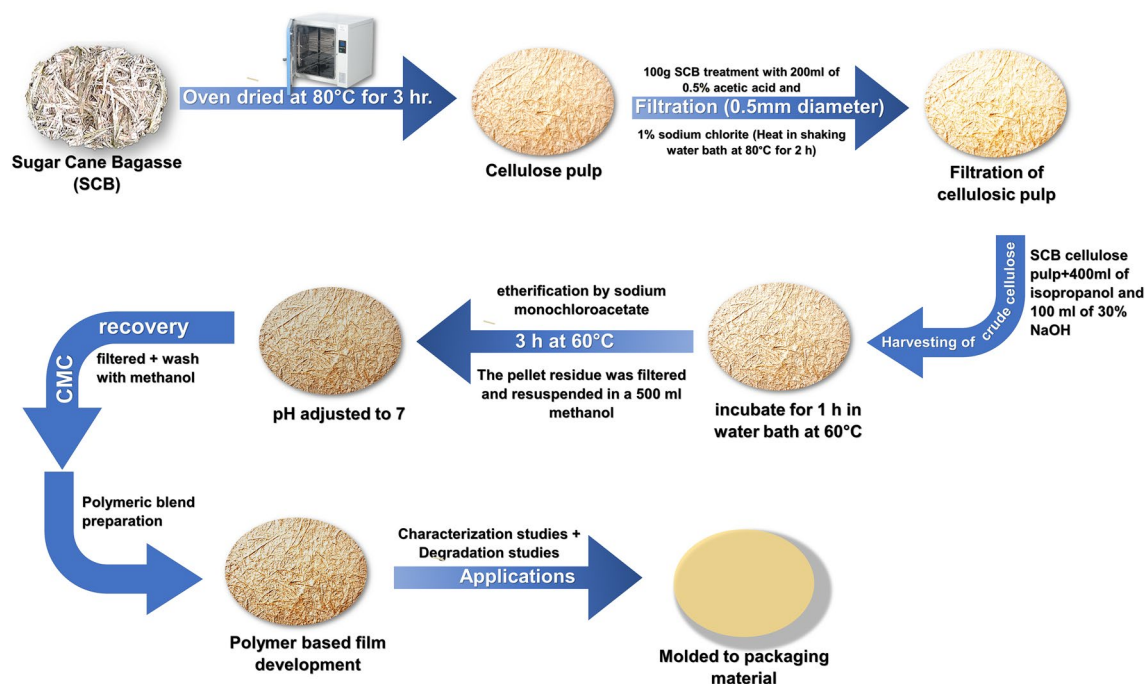 Oven dried at 80°C for 3 hr.
Sugar Cane Bagasse
(SCB)
Cellulose pulp
100g SCB treatment with 200ml of
0.5% acetic acid and
Filtration (0.5mm diameter)
1% sodium chlorite (Heat in shaking
water bath at 80°C for 2 h)
Filtration of
cellulosic pulp
SCB cellulose
pulp+400ml of
isopropanol and
100 ml of 30%
NaOH
Harvesting of crude cellulose
incubate for 1 h in
water bath at 60°C
etherification by sodium
monochloroacetate
3 h at 60°C
The pellet residue was filtered
and resuspended in a 500 ml
methanol
pH adjusted to 7
CMC recovery
filtered + wash
with methanol
Polymeric blend
preparation
Polymer based film
development
Characterization studies +
Degradation studies
Applications
Molded to packaging
material